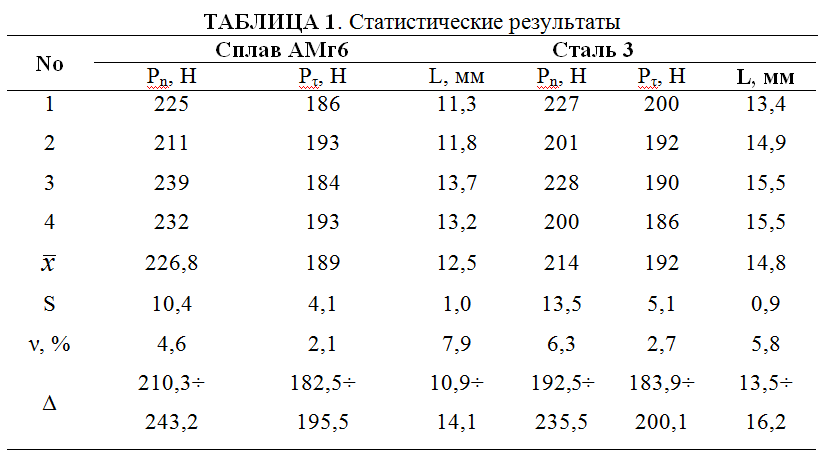 ТАБЛИЦА 1. Статистические результаты
No Сплав АМг6 Сталь 3
Pn, Н Pτ, Н L, мм Pn, Н Pτ, Н L, мм
1 225 186 11,3 227 200 13,4
2 211 193 11,8 201 192 14,9
3 239 184 13,7 228 190 15,5
4 232 193 13,2 200 186 15,5
x̅ 226,8 189 12,5 214 192 14,8
S 10,4 4,1 1,0 13,5 5,1 0,9
ν, % 4,6 2,1 7,9 6,3 2,7 5,8
Δ 210,3÷ 182,5÷ 10,9÷ 192,5÷ 183,9÷ 13,5÷
243,2 195,5 14,1 235,5 200,1 16,2